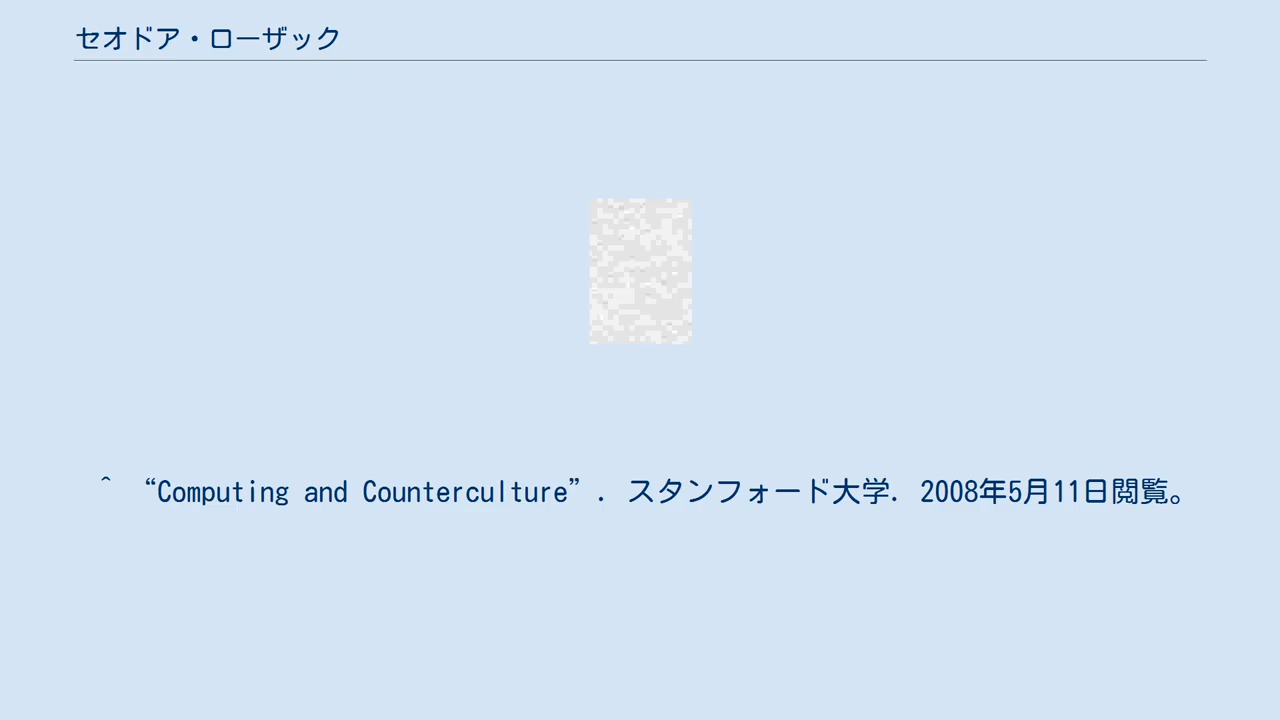 セオドア・ローザック
^ “Computing and Counterculture”. スタンフォード大学. 2008年5月11日閲覧。